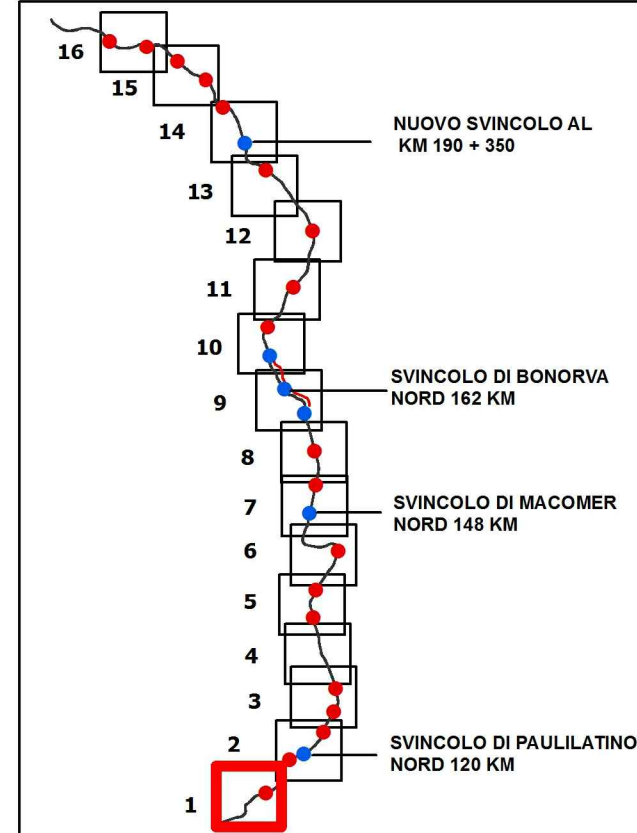 16
15
14
NUOVO SVINCOLO AL
KM 190 + 350
13
12
11
10
SVINCOLO DI BONORVA
NORD 162 KM
9
8
7
SVINCOLO DI MACOMER
NORD 148 KM
6
5
4
3
2
SVINCOLO DI PAULILATINO
NORD 120 KM
1